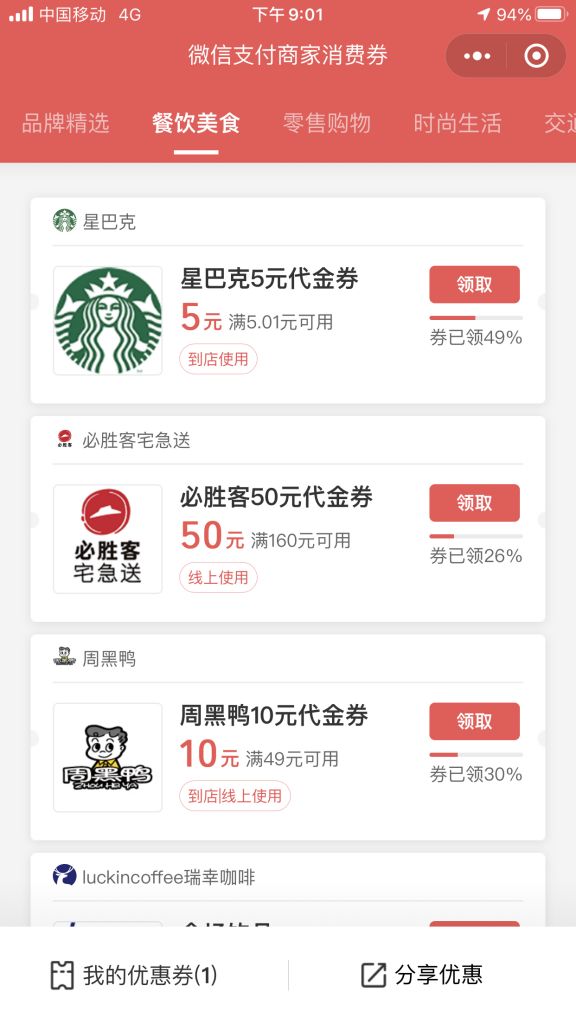 中国移动 4G 下午9:01 94%
微信支付商家消费券
品牌精选 餐饮美食 零售购物 时尚生活
星巴克
星巴克5元代金券
领取
5元 满5.01元可用
券已领49%
到店使用
必胜客宅急送
必胜客50元代金券
领取
必胜客
宅急送
50元 满160元可用
券已领26%
线上使用
周黑鸭
周黑鸭10元代金券
领取
周黑鸭
ZHOU HEI YA
10元 满49元可用
券已领30%
到店|线上使用
luckincoffee瑞幸咖啡
我的优惠券(1) 分享优惠